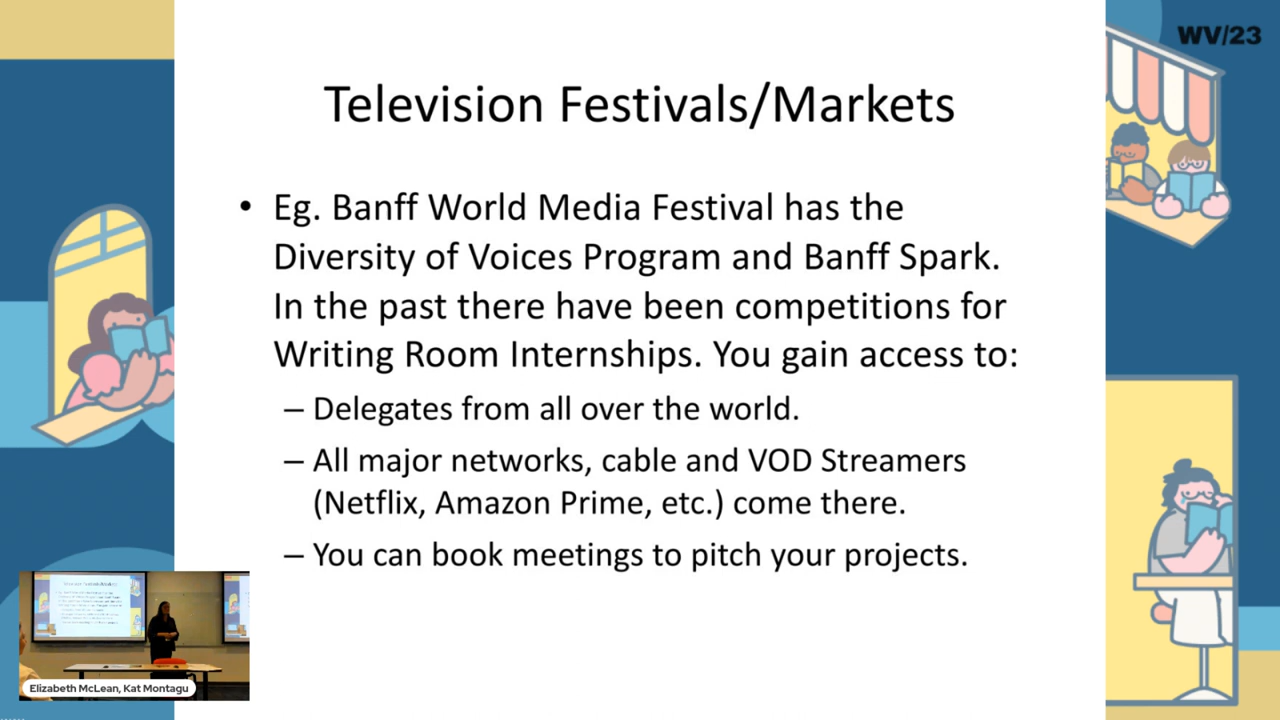 WV/23
Television Festivals/Markets
• Eg. Banff World Media Festival has the
Diversity of Voices Program and Banff Spark.
In the past there have been competitions for
Writing Room Internships. You gain access to:
– Delegates from all over the world.
– All major networks, cable and VOD Streamers
(Netflix, Amazon Prime, etc.) come there.
– You can book meetings to pitch your projects.
Elizabeth McLean, Kat Montagu